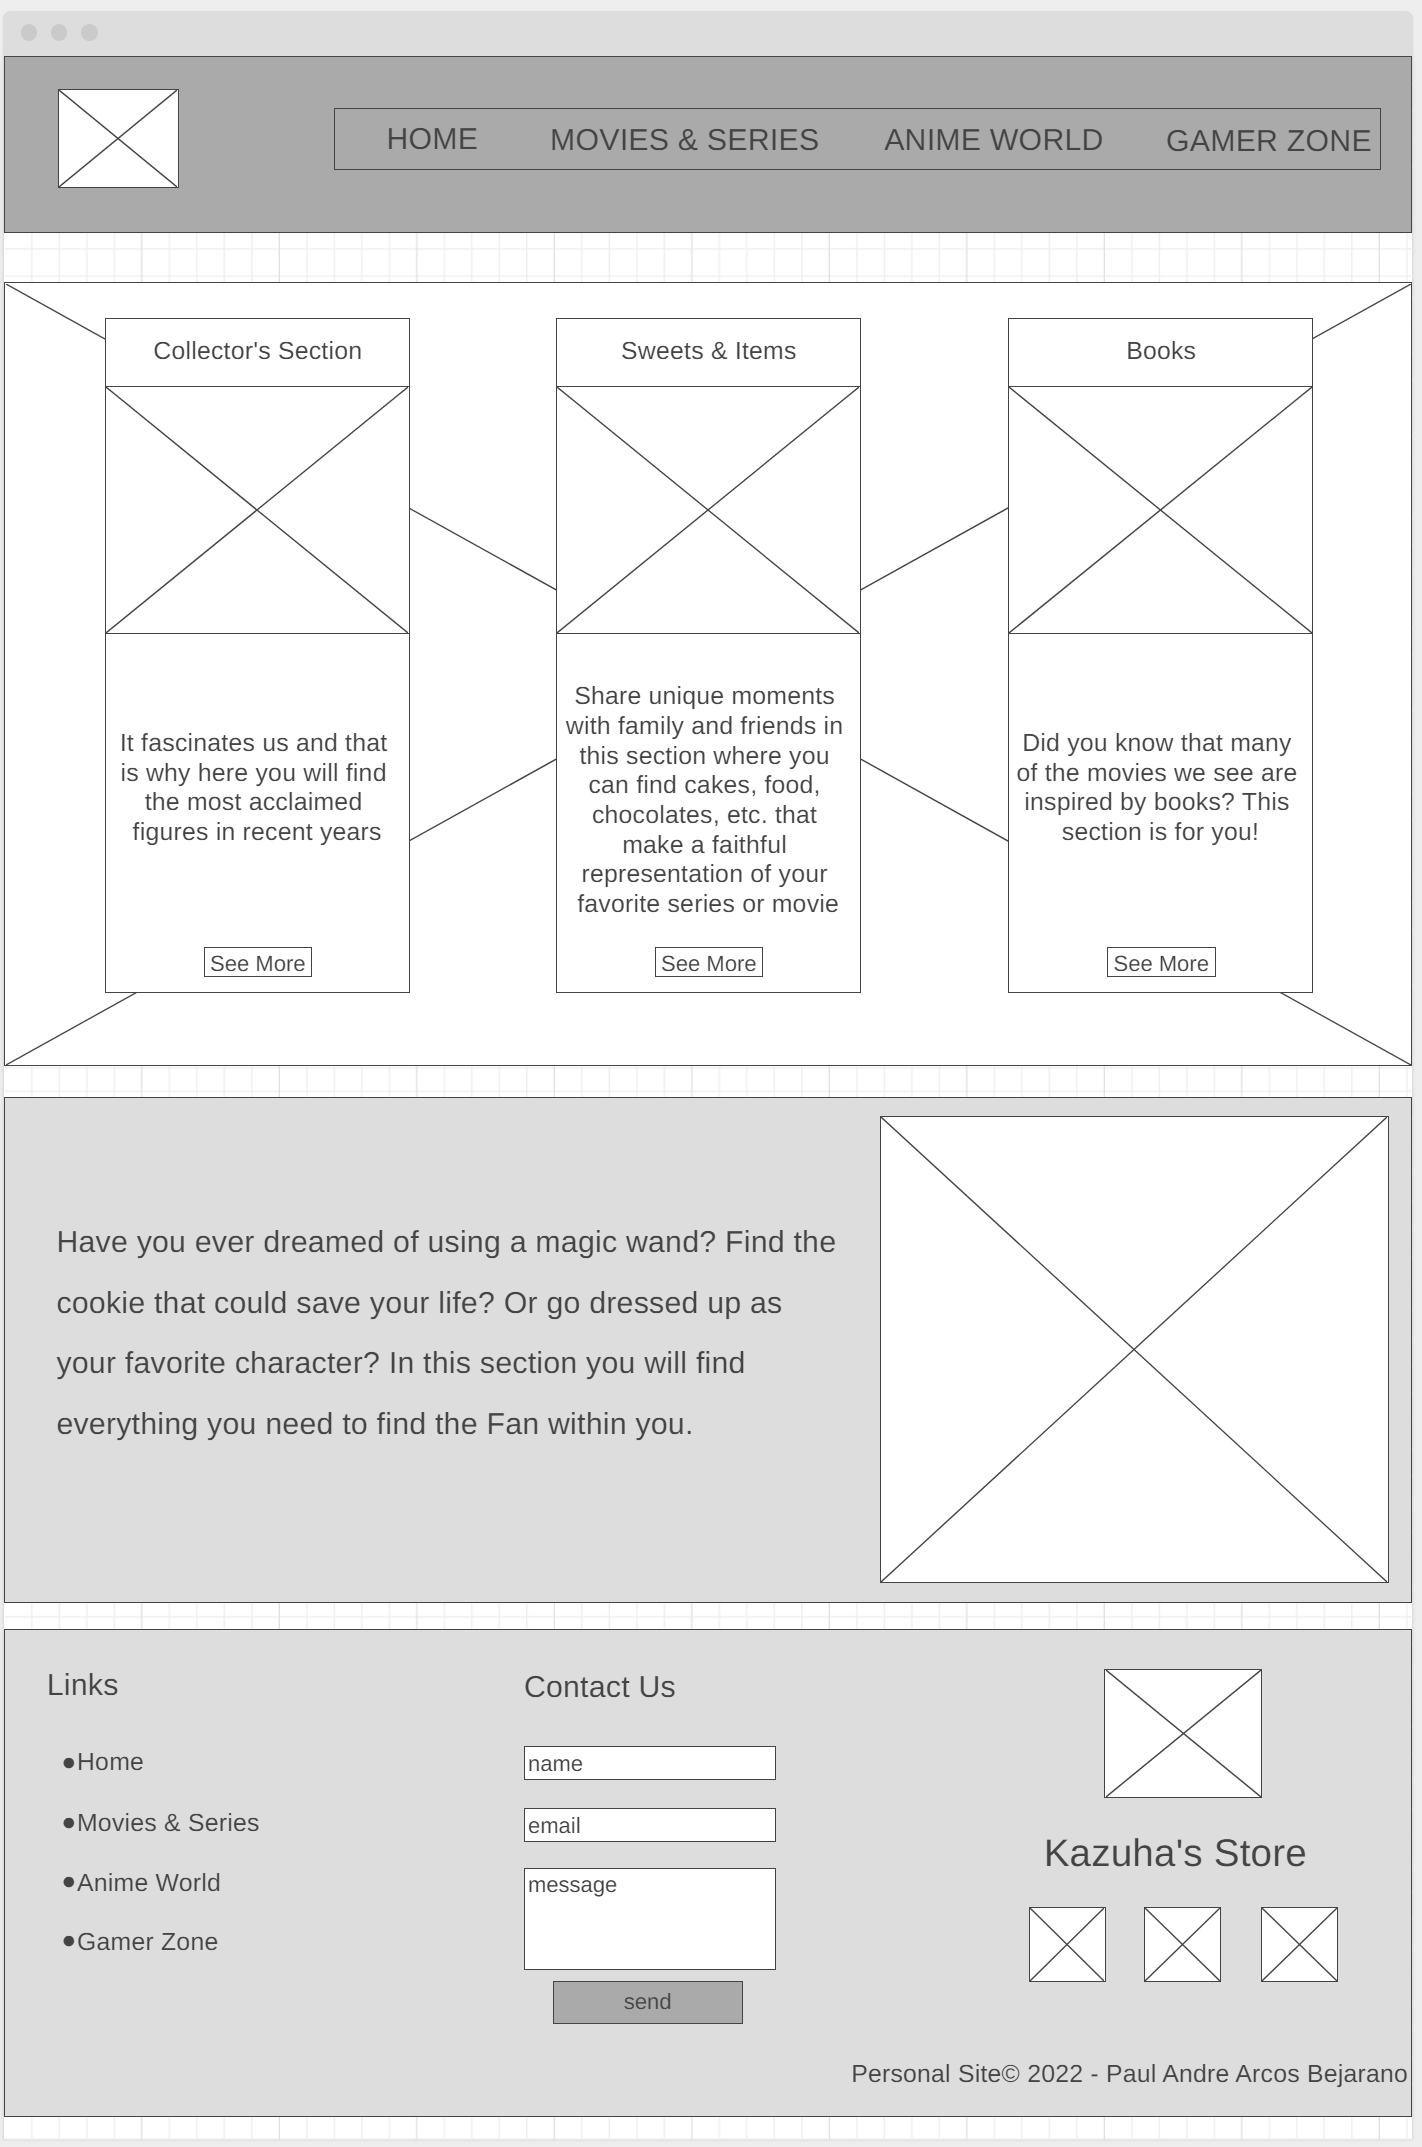 HOME MOVIES & SERIES ANIME WORLD GAMER ZONE
Collector's Section
It fascinates us and that
is why here you will find
the most acclaimed
figures in recent years
See More
Sweets & Items
Share unique moments
with family and friends in
this section where you
can find cakes, food,
chocolates, etc. that
make a faithful
representation of your
favorite series or movie
See More
Books
Did you know that many
of the movies we see are
inspired by books? This
section is for you!
See More
Have you ever dreamed of using a magic wand? Find the
cookie that could save your life? Or go dressed up as
your favorite character? In this section you will find
everything you need to find the Fan within you.
Links
Home
Movies & Series
Anime World
Gamer Zone
Contact Us
name
email
message
send
Kazuha's Store
Personal Site© 2022 - Paul Andre Arcos Bejarano